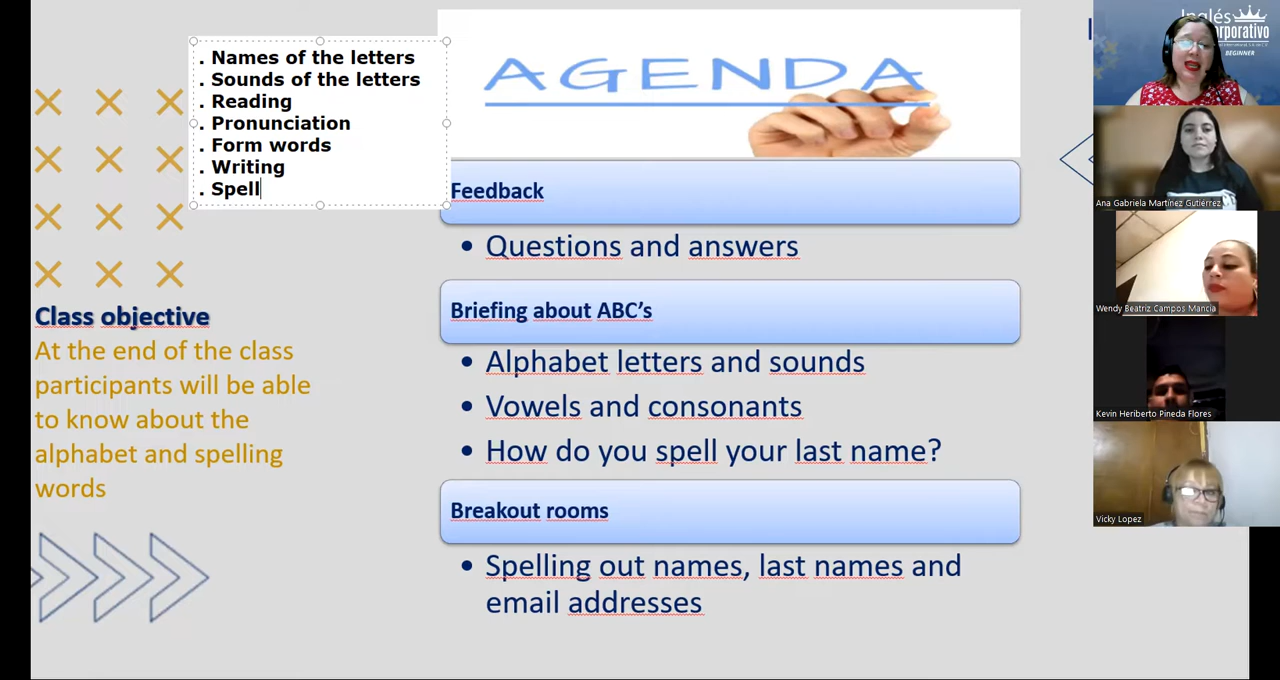 . Names of the letters
. Sounds of the letters
. Reading
. Pronunciation
. Form words
. Writing
. Spell
AGENDA
Feedback
• Questions and answers
Briefing about ABC's
• Alphabet letters and sounds
• Vowels and consonants
• How do you spell your last name?
Breakout rooms
• Spelling out names, last names and
email addresses
Class objective
At the end of the class
participants will be able
to know about the
alphabet and spelling
words
Inglés
BEGINNER
Ana Gabriela Martínez Gutiérrez
Wendy Beatriz Campos Mancia
Kevin Heriberto Pineda Flores
Vicky Lopez